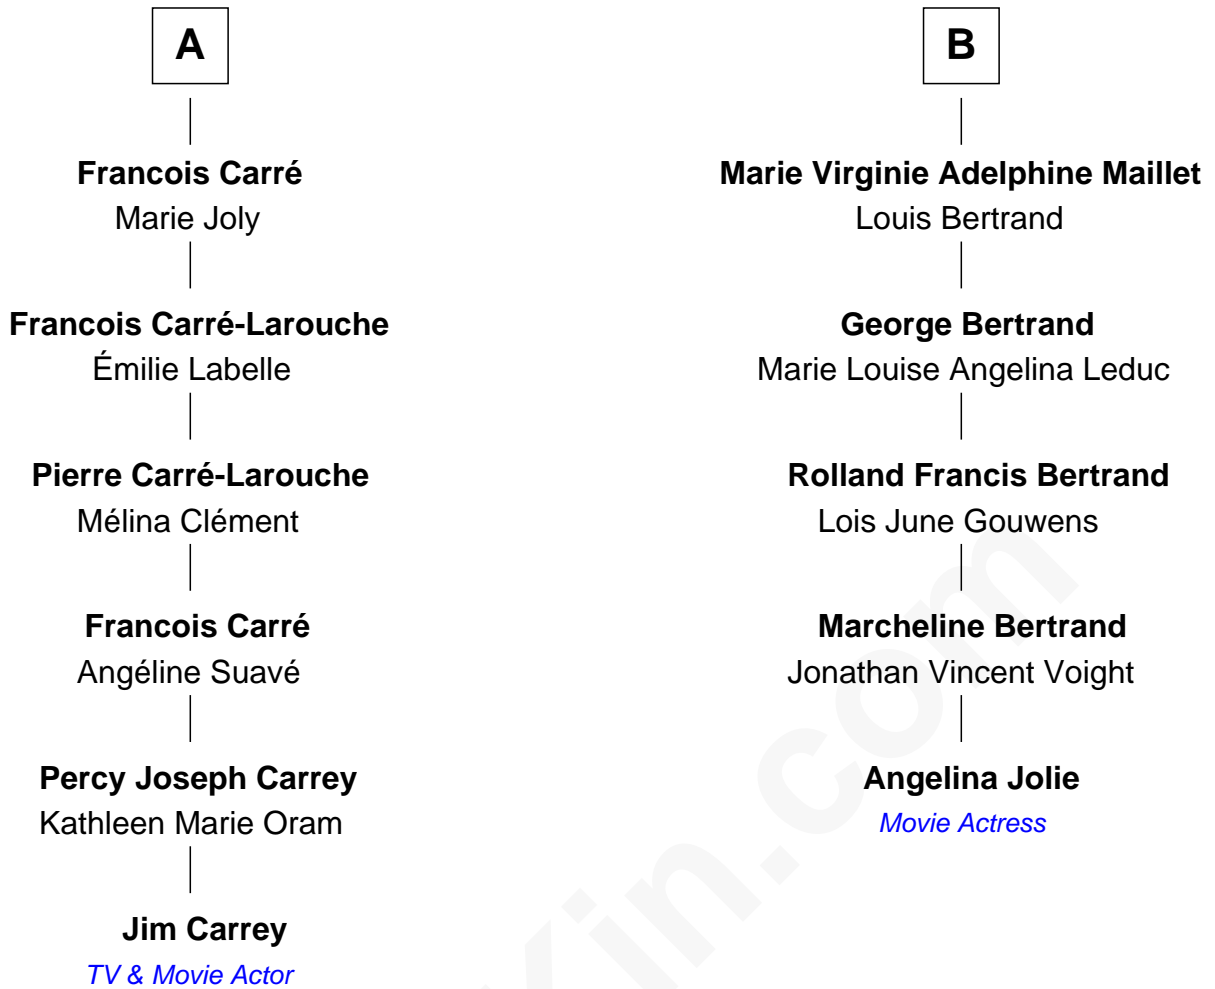 A
Francois Carré
Marie Joly
Francois Carré-Larouche
Émilie Labelle
Pierre Carré-Larouche
Mélina Clément
Francois Carré
Angéline Suavé
Percy Joseph Carrey
Kathleen Marie Oram
Jim Carrey
TV & Movie Actor
B
Marie Virginie Adelphine Maillet
Louis Bertrand
George Bertrand
Marie Louise Angelina Leduc
Rolland Francis Bertrand
Lois June Gouwens
Marcheline Bertrand
Jonathan Vincent Voight
Angelina Jolie
Movie Actress
Kin.com